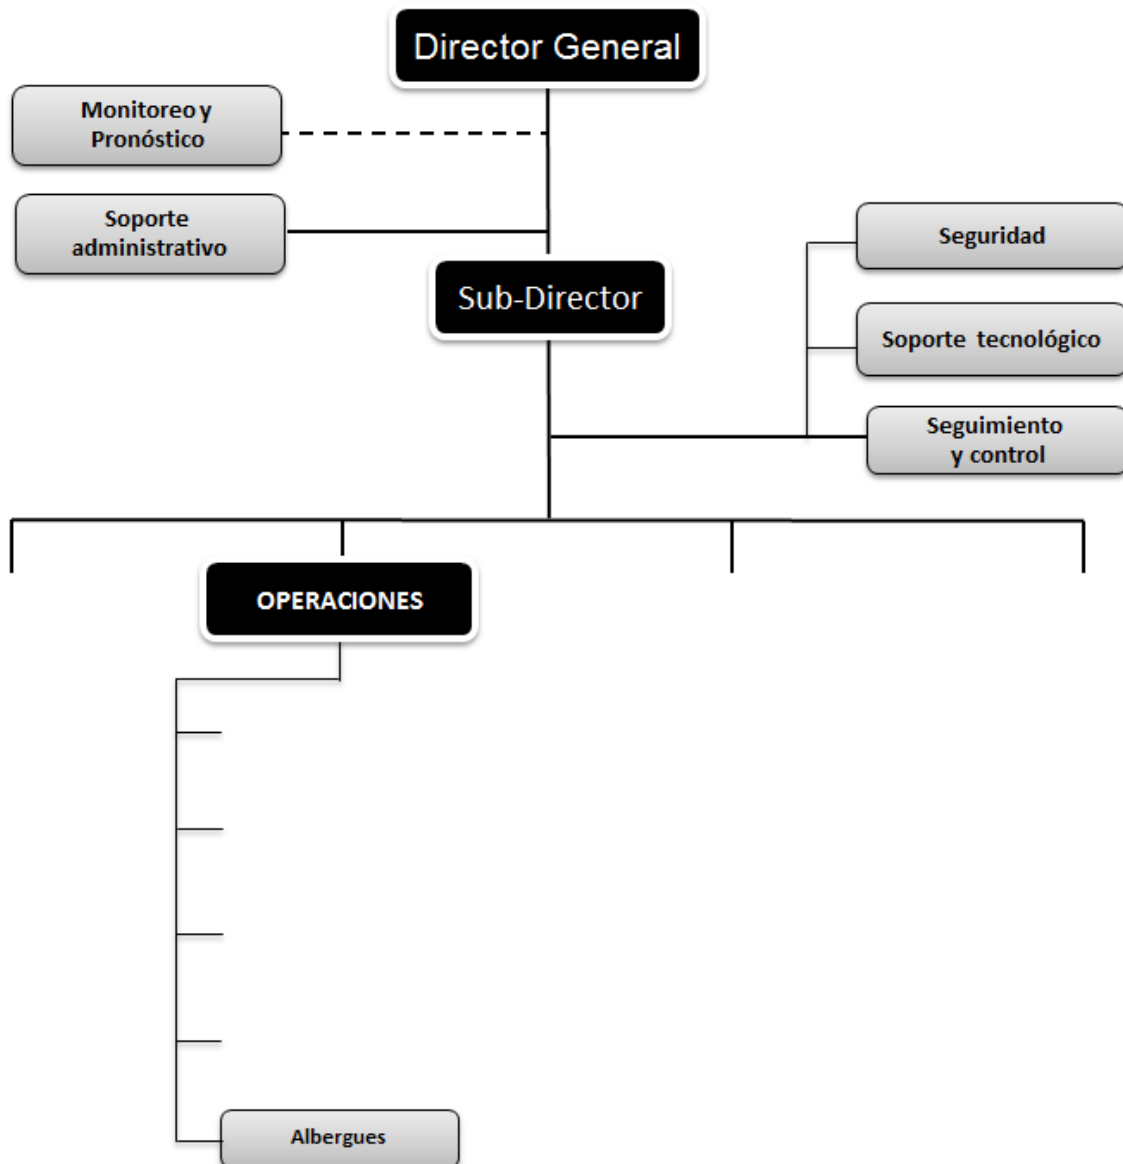 Director General
Monitoreo y
Pronóstico
Soporte
administrativo
Seguridad
Sub-Director
Soporte tecnológico
Seguimiento
y control
OPERACIONES
Albergues